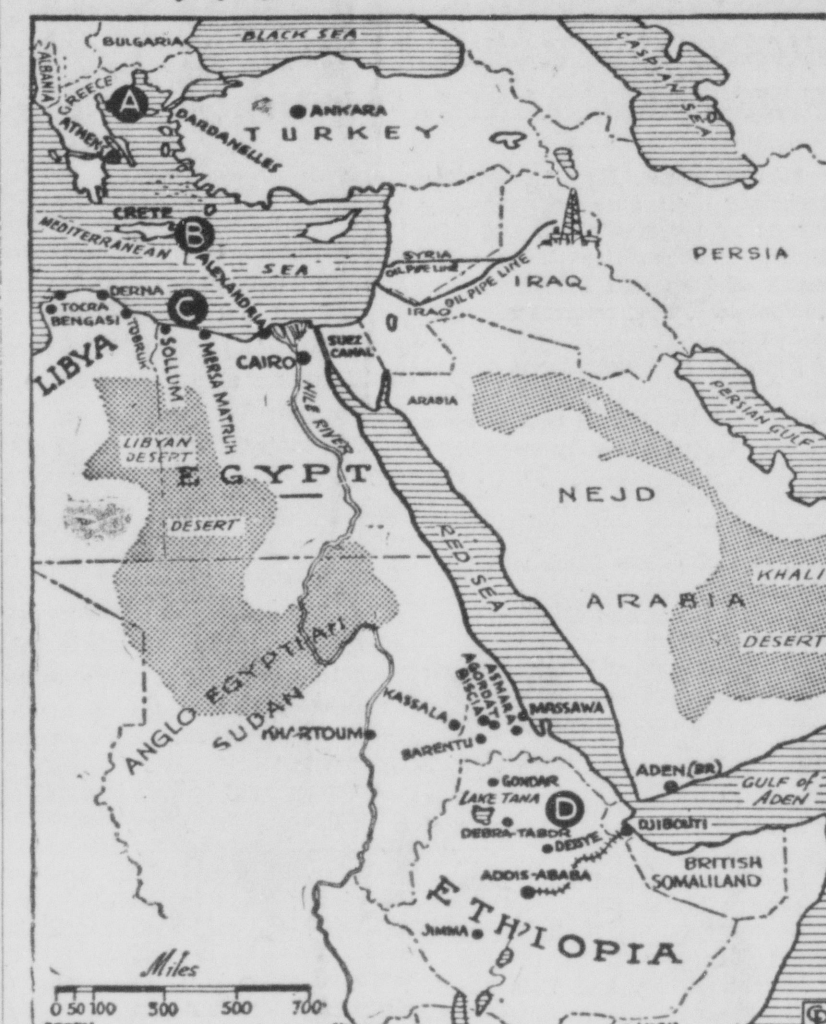 BULGARIA
BLACK SEA
CASPIAN SEA
ALBANIA
GREECE
A
ATHENS
DARDANELLES
ANKARA
TURKEY
CRETE
B
MEDITERRANEAN
SEA
ALEXANDRIA
SYRIA
OIL PIPE LINE
IRAQ
OIL PIPE LINE
IRAQ
PERSIA
DERNA
C
TOCRA
BENGASI
TOBRUK
SOLLUM
MERSA MATRUH
LIBYA
CAIRO
SUEZ
CANAL
NILE RIVER
ARABIA
PERSIAN GULF
LIBYAN
DESERT
EGYPT
DESERT
NEJD
RED SEA
ARABIA
KHALI
DESERT
ANGLO EGYPTIAN
SUDAN
KHARTOUM
KASSALA
BISCIA
AGORDAT
ASMARA
MASSAWA
BARENTU
ADEN (BR)
GULF of
ADEN
GONDAR
LAKE TANA
D
DEBRA-TABOR
DJIBOUTI
ADDIS-ABABA
BRITISH
SOMALILAND
ETHIOPIA
JIMMA
Miles
0 50 100 300 500 700